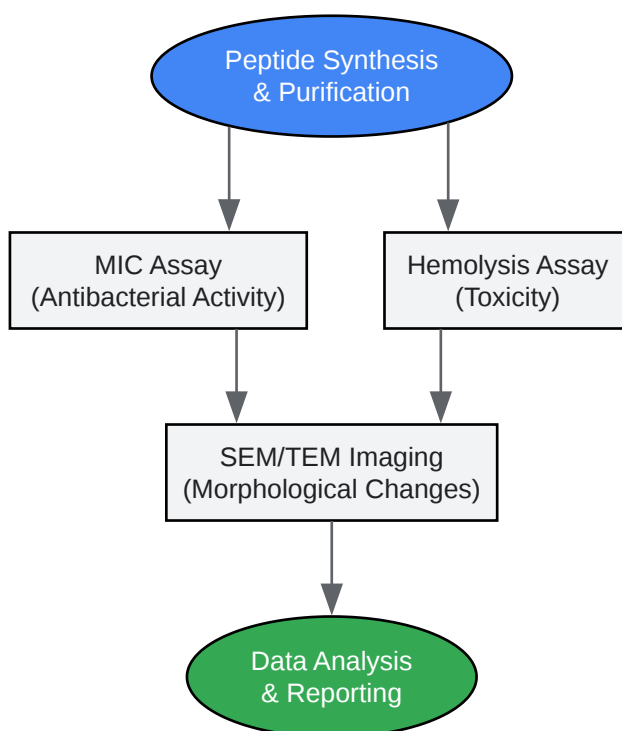 Peptide Synthesis
& Purification
MIC Assay
(Antibacterial Activity)
Hemolysis Assay
(Toxicity)
SEM/TEM Imaging
(Morphological Changes)
Data Analysis
& Reporting